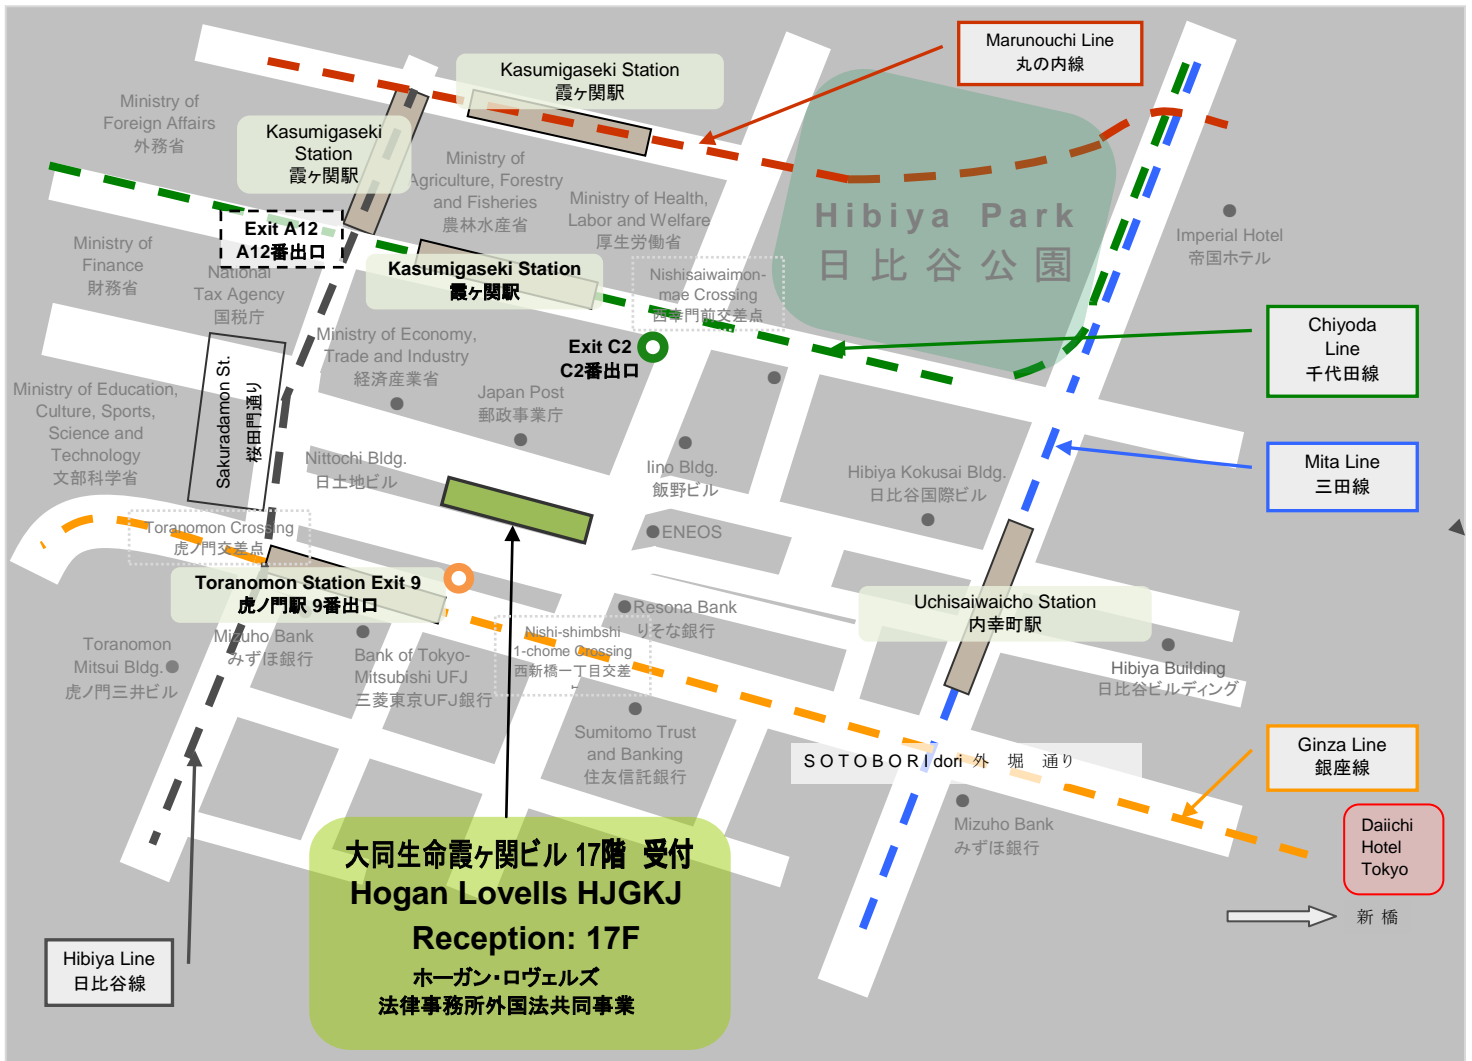 Marunouchi Line
丸の内線
Kasumigaseki Station
霞ヶ関駅
Ministry of
Foreign Affairs
外務省
Kasumigaseki
Station
霞ヶ関駅
Ministry of
Agriculture, Forestry
and Fisheries
農林水産省
Ministry of Health,
Labor and Welfare
厚生労働省
Hibiya Park
日比谷公園
Imperial Hotel
帝国ホテル
Exit A12
A12番出口
Ministry of
Finance
財務省
National
Tax Agency
国税庁
Kasumigaseki Station
霞ヶ関駅
Nishisaiwaimon-
mae Crossing
西幸門前交差点
Chiyoda
Line
千代田線
Ministry of Economy,
Trade and Industry
経済産業省
Exit C2
C2番出口
Sakuradamon St.
桜田門通り
Ministry of Education,
Culture, Sports,
Science and
Technology
文部科学省
Japan Post
郵政事業庁
Nittochi Bldg.
日土地ビル
Iino Bldg.
飯野ビル
Hibiya Kokusai Bldg.
日比谷国際ビル
Mita Line
三田線
Toranomon Crossing
虎ノ門交差点
ENEOS
Toranomon Station Exit 9
虎ノ門駅 9番出口
Uchisaiwaicho Station
内幸町駅
Resona Bank
りそな銀行
Nishi-shimbshi
1-chome Crossing
西新橋一丁目交差
Toranomon
Mitsui Bldg.
虎ノ門三井ビル
Mizuho Bank
みずほ銀行
Bank of Tokyo-
Mitsubishi UFJ
三菱東京UFJ銀行
Hibiya Building
日比谷ビルディング
Sumitomo Trust
and Banking
住友信託銀行
SOTOBORI dori 外 堀 通り
Ginza Line
銀座線
Mizuho Bank
みずほ銀行
Daiichi
Hotel
Tokyo
新橋
大同生命霞ヶ関ビル 17階 受付
Hogan Lovells HJGKJ
Reception: 17F
ホーガン・ロヴェルズ
法律事務所外国法共同事業
Hibiya Line
日比谷線